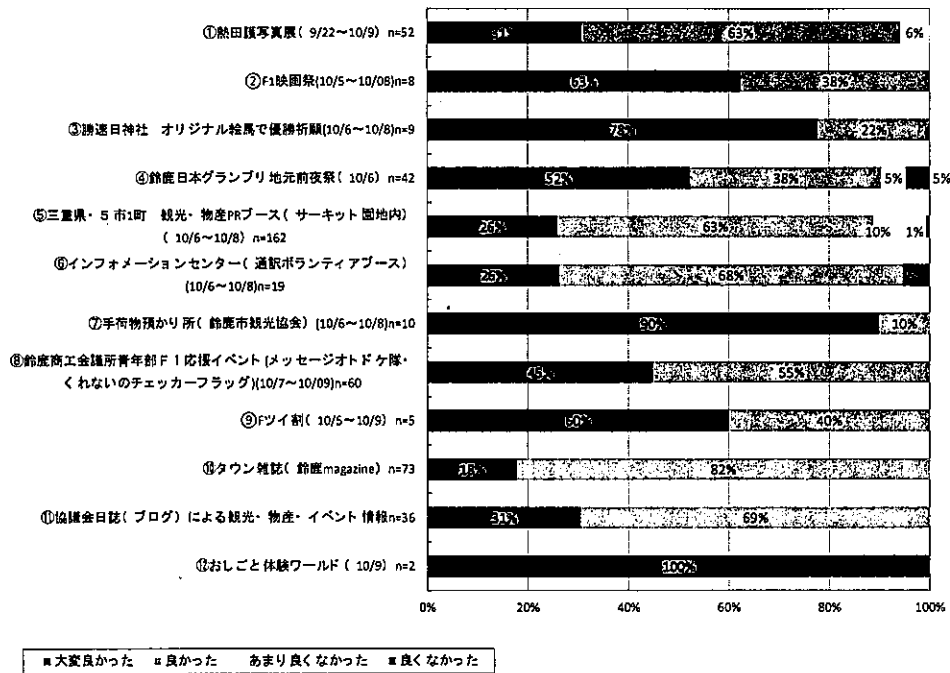 ①熱田護写真展( 9/22～10/9) n=52
31%
63%
6%
②F1映画祭(10/5～10/08)n=8
63%
38%
③勝速日神社 オリジナル絵馬で優勝祈願(10/6～10/8)n=9
78%
22%
④鈴鹿日本グランプリ地元前夜祭( 10/6) n=42
52%
38%
5%
5%
⑤三重県・5市1町 観光・物産PRブース( サーキット園地内)
( 10/6～10/8) n=162
26%
63%
10%
1%
⑥インフォメーションセンター( 通訳ボランティアブース)
(10/6～10/8)n=19
26%
68%
⑦手荷物預かり所( 鈴鹿市観光協会) (10/6～10/8)n=10
90%
10%
⑧鈴鹿商工会議所青年部F1応援イベント(メッセージオトドケ隊・
くれないのチェッカーフラッグ)(10/7～10/09)n=60
45%
55%
⑨Fツイ割( 10/5～10/9) n=5
60%
40%
⑩タウン雑誌( 鈴鹿magazine) n=73
18%
82%
⑪協議会日誌( ブログ) による観光・物産・イベント情報n=36
31%
69%
⑫おしごと体験ワールド( 10/9) n=2
100%
0% 20% 40% 60% 80% 100%
■大変良かった ■良かった あまり良くなかった ■良くなかった